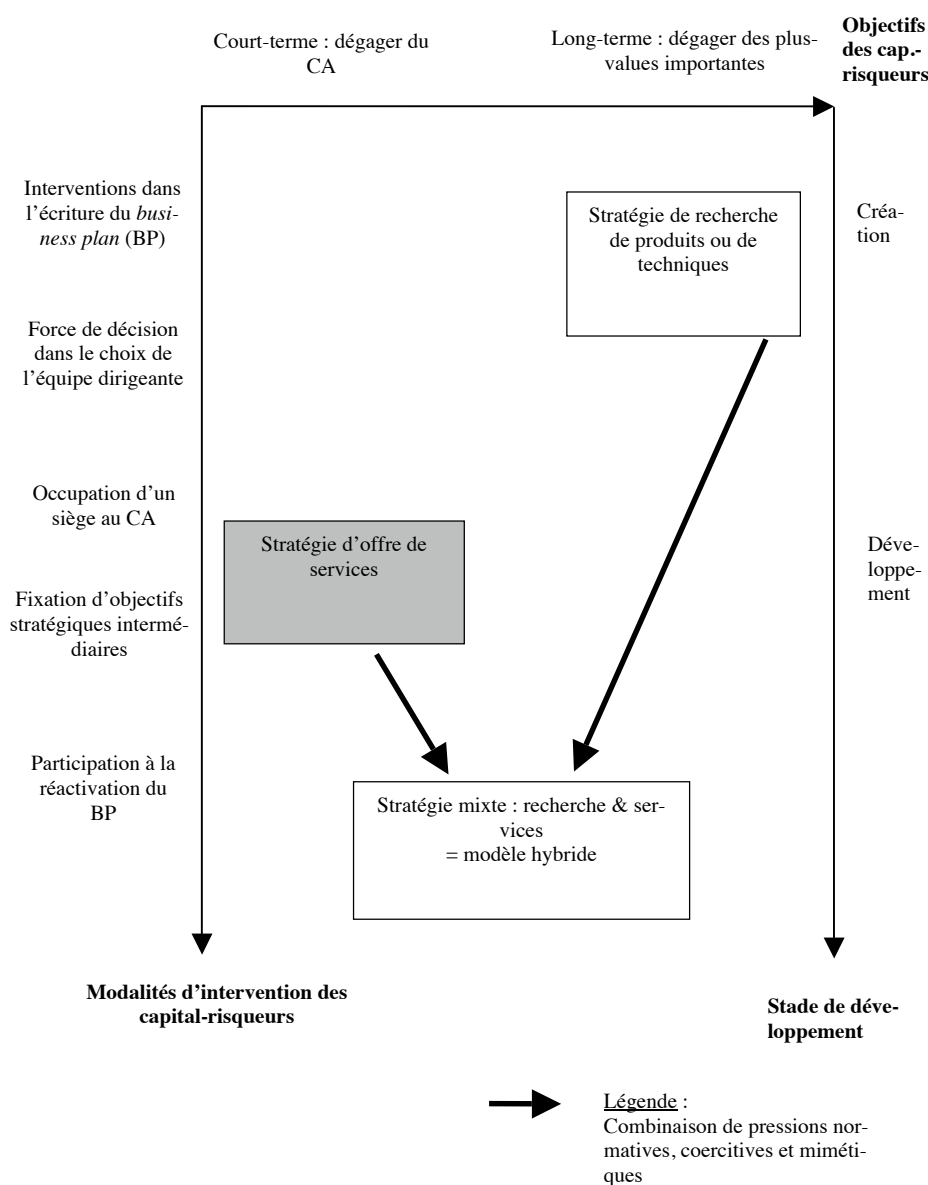 Court-terme : dégager du
CA
Long-terme : dégager des plus-
values importantes
Objectifs
des cap.-
risqueurs
Interventions dans
l’écriture du busi-
ness plan (BP)
Stratégie de recherche
de produits ou de
techniques
Créa-
tion
Force de décision
dans le choix de
l’équipe dirigeante
Occupation d’un
siège au CA
Stratégie d’offre de
services
Déve-
loppe-
ment
Fixation d’objectifs
stratégiques intermé-
diaires
Participation à la
réactivation du
BP
Stratégie mixte : recherche & ser-
vices
= modèle hybride
Modalités d’intervention des
capital-risqueurs
Stade de déve-
loppement
Légende :
Combinaison de pressions nor-
matives, coercitives et miméti-
ques